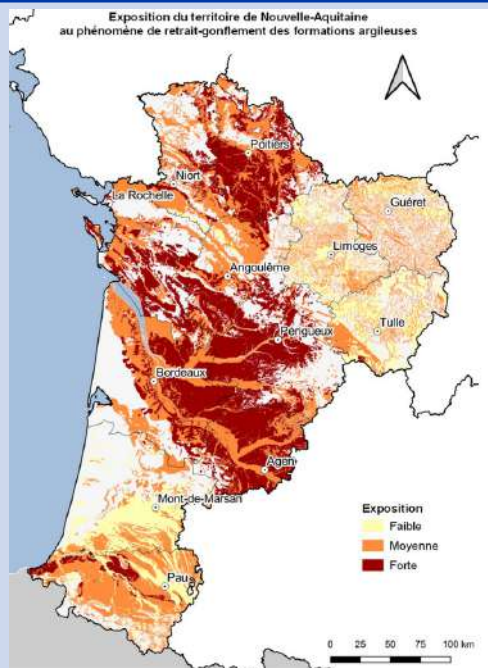 Exposition du territoire de Nouvelle-Aquitaine
au phénomène de retrait-gonflement des formations argileuses
Poitiers
Niort
La Rochelle
Guéret
Limoges
Angoulême
Tulle
Périgueux
Bordeaux
Agen
Mont-de-Marsan
Pau
Exposition
Faible
Moyenne
Forte
0 25 50 75 100 km